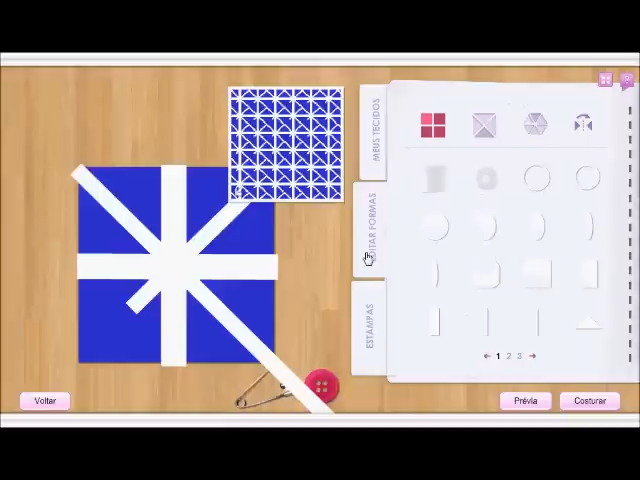 MEUS TECIDOS
EDITAR FORMAS
ESTAMPAS
1 2 3
Voltar
Prévia
Costurar
?